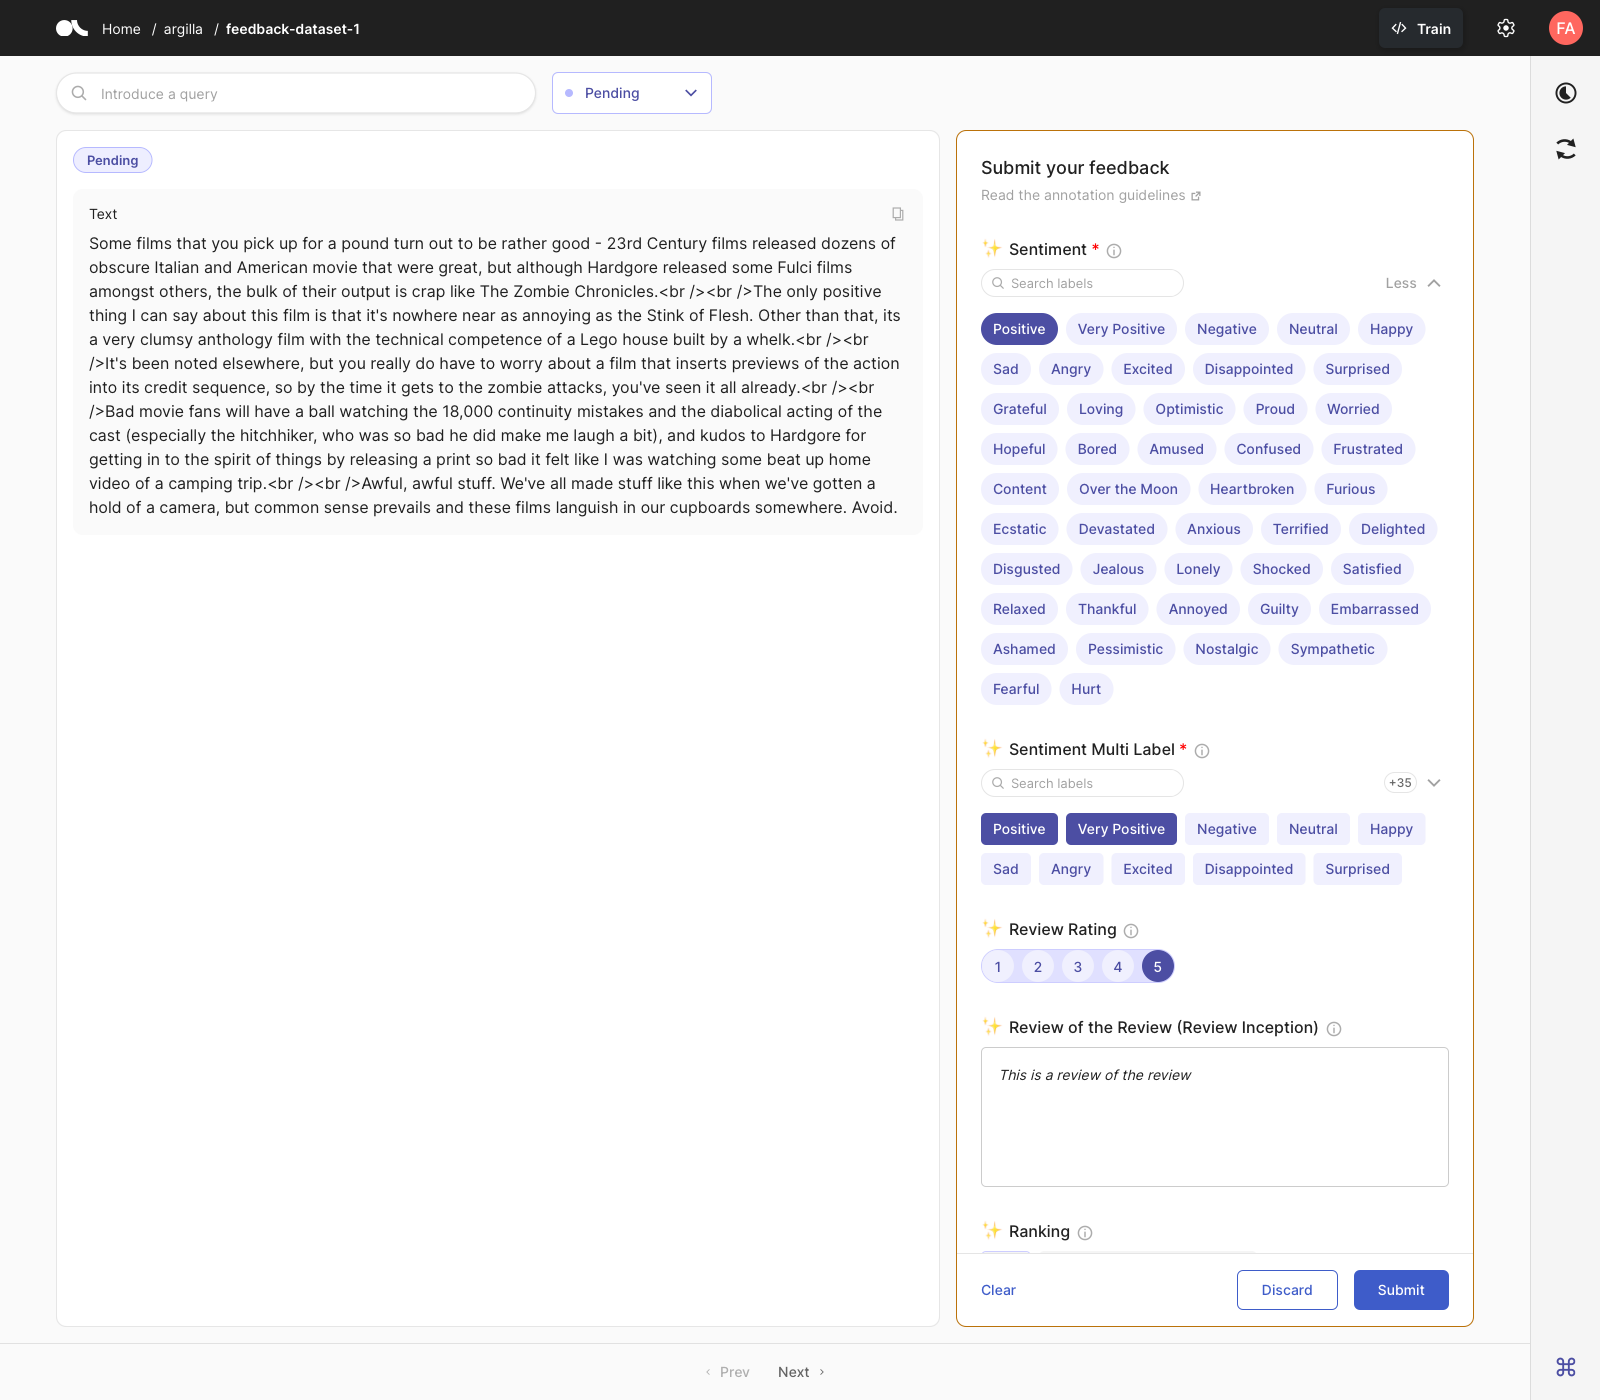 Home / argilla / feedback-dataset-1
Train
FA
Introduce a query
Pending
Pending
Text
Some films that you pick up for a pound turn out to be rather good - 23rd Century films released dozens of
obscure Italian and American movie that were great, but although Hardgore released some Fulci films
amongst others, the bulk of their output is crap like The Zombie Chronicles.<br /><br />The only positive
thing I can say about this film is that it's nowhere near as annoying as the Stink of Flesh. Other than that, its
a very clumsy anthology film with the technical competence of a Lego house built by a whelk.<br /><br
/>It's been noted elsewhere, but you really do have to worry about a film that inserts previews of the action
into its credit sequence, so by the time it gets to the zombie attacks, you've seen it all already.<br /><br
/>Bad movie fans will have a ball watching the 18,000 continuity mistakes and the diabolical acting of the
cast (especially the hitchhiker, who was so bad he did make me laugh a bit), and kudos to Hardgore for
getting in to the spirit of things by releasing a print so bad it felt like I was watching some beat up home
video of a camping trip.<br /><br />Awful, awful stuff. We've all made stuff like this when we've gotten a
hold of a camera, but common sense prevails and these films languish in our cupboards somewhere. Avoid.
Submit your feedback
Read the annotation guidelines
Sentiment *
Search labels
Less
Positive Very Positive Negative Neutral Happy
Sad Angry Excited Disappointed Surprised
Grateful Loving Optimistic Proud Worried
Hopeful Bored Amused Confused Frustrated
Content Over the Moon Heartbroken Furious
Ecstatic Devastated Anxious Terrified Delighted
Disgusted Jealous Lonely Shocked Satisfied
Relaxed Thankful Annoyed Guilty Embarrassed
Ashamed Pessimistic Nostalgic Sympathetic
Fearful Hurt
Sentiment Multi Label *
Search labels
+35
Positive Very Positive Negative Neutral Happy
Sad Angry Excited Disappointed Surprised
Review Rating
1 2 3 4 5
Review of the Review (Review Inception)
This is a review of the review
Ranking
Clear
Discard
Submit
Prev
Next